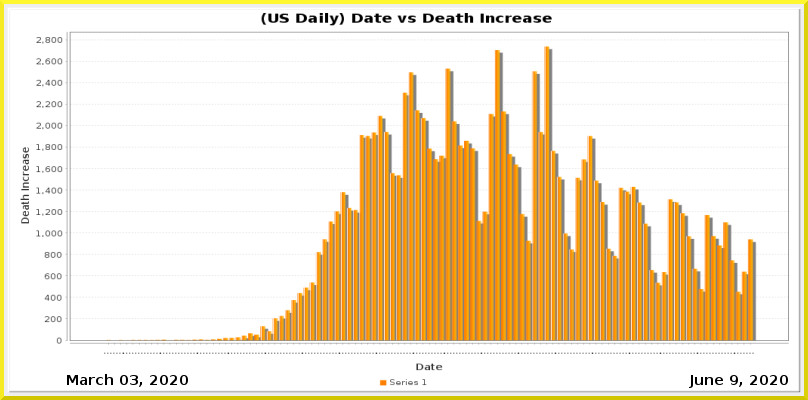 (US Daily) Date vs Death Increase
2,800
2,600
2,400
2,200
2,000
1,800
1,600
1,400
1,200
1,000
800
600
400
200
0
Death Increase
Date
March 03, 2020
Series 1
June 9, 2020